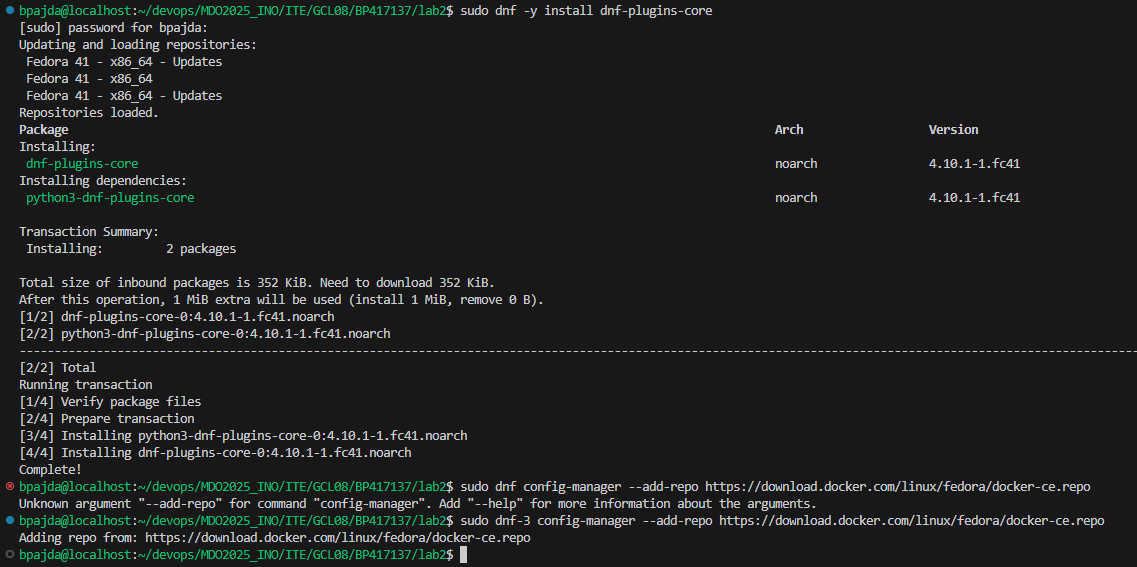 bpajda@localhost:~/devops/MDO2025_INO/ITE/GCL08/BP417137/lab2$ sudo dnf -y install dnf-plugins-core
[sudo] password for bpajda:
Updating and loading repositories:
Fedora 41 - x86_64 - Updates
Fedora 41 - x86_64
Fedora 41 - x86_64 - Updates
Repositories loaded.
Package Arch Version
Installing:
dnf-plugins-core noarch 4.10.1-1.fc41
Installing dependencies:
python3-dnf-plugins-core noarch 4.10.1-1.fc41
Transaction Summary:
Installing: 2 packages
Total size of inbound packages is 352 KiB. Need to download 352 KiB.
After this operation, 1 MiB extra will be used (install 1 MiB, remove 0 B).
[1/2] dnf-plugins-core-0:4.10.1-1.fc41.noarch
[2/2] python3-dnf-plugins-core-0:4.10.1-1.fc41.noarch
[2/2] Total
Running transaction
[1/4] Verify package files
[2/4] Prepare transaction
[3/4] Installing python3-dnf-plugins-core-0:4.10.1-1.fc41.noarch
[4/4] Installing dnf-plugins-core-0:4.10.1-1.fc41.noarch
Complete!
bpajda@localhost:~/devops/MDO2025_INO/ITE/GCL08/BP417137/lab2$ sudo dnf config-manager --add-repo https://download.docker.com/linux/fedora/docker-ce.repo
Unknown argument "--add-repo" for command "config-manager". Add "--help" for more information about the arguments.
bpajda@localhost:~/devops/MDO2025_INO/ITE/GCL08/BP417137/lab2$ sudo dnf-3 config-manager --add-repo https://download.docker.com/linux/fedora/docker-ce.repo
Adding repo from: https://download.docker.com/linux/fedora/docker-ce.repo
bpajda@localhost:~/devops/MDO2025_INO/ITE/GCL08/BP417137/lab2$